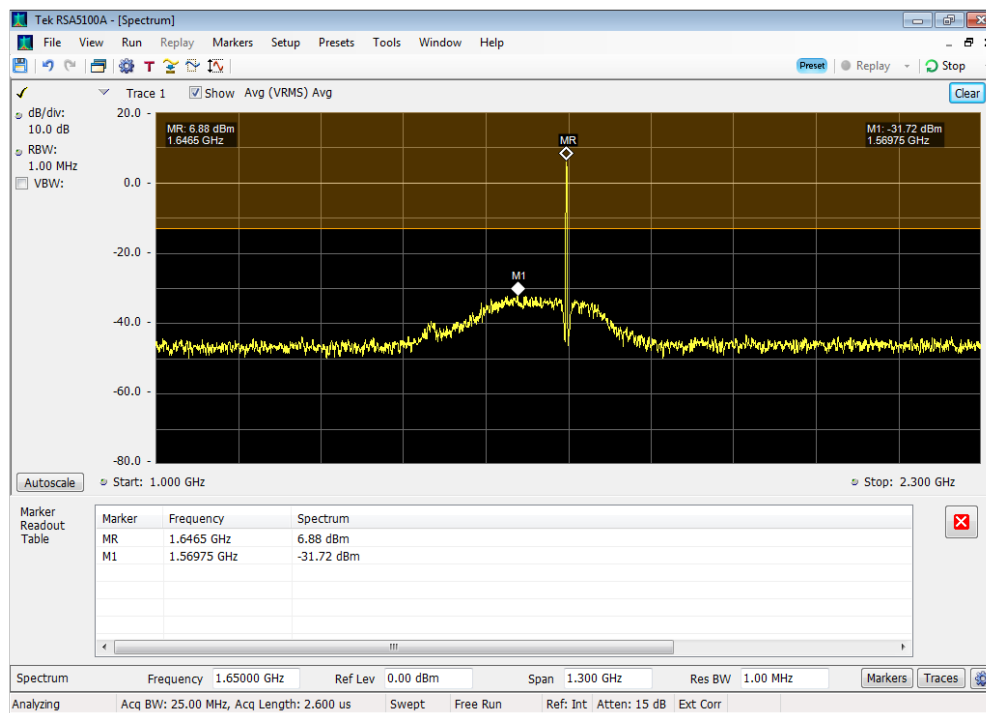 Tek RSA5100A - [Spectrum]
File View Run Replay Markers Setup Presets Tools Window Help
T Preset Replay Stop
Trace 1 Show Avg (VRMS) Avg Clear
dB/div:
10.0 dB
RBW:
1.00 MHz
VBW:
20.0 -
0.0 -
-20.0 -
-40.0 -
-60.0 -
-80.0 -
MR: 6.88 dBm
1.6465 GHz
MR
M1: -31.72 dBm
1.56975 GHz
M1
Autoscale Start: 1.000 GHz Stop: 2.300 GHz
Marker
Readout
Table
Marker Frequency Spectrum
MR 1.6465 GHz 6.88 dBm
M1 1.56975 GHz -31.72 dBm
Spectrum Frequency 1.65000 GHz Ref Lev 0.00 dBm Span 1.300 GHz Res BW 1.00 MHz Markers Traces
Analyzing Acq BW: 25.00 MHz, Acq Length: 2.600 us Swept Free Run Ref: Int Atten: 15 dB Ext Corr